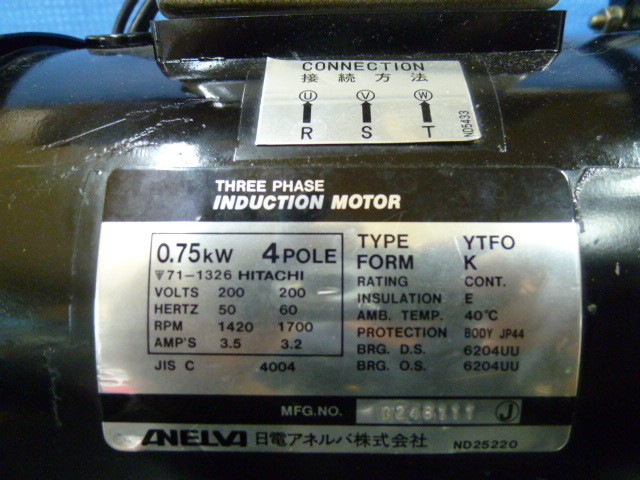 CONNECTION
接続方法
U V W
R S T
ND5433
THREE PHASE
INDUCTION MOTOR
0.75kW 4POLE
71-1326 HITACHI
VOLTS 200 200
HERTZ 50 60
RPM 1420 1700
AMP'S 3.5 3.2
JIS C 4004
TYPE YTFO
FORM K
RATING CONT.
INSULATION E
AMB. TEMP. 40°C
PROTECTION BODY JP44
BRG. D.S. 6204UU
BRG. O.S. 6204UU
MFG.NO. J
ANELVA 日電アネルバ株式会社 ND25220